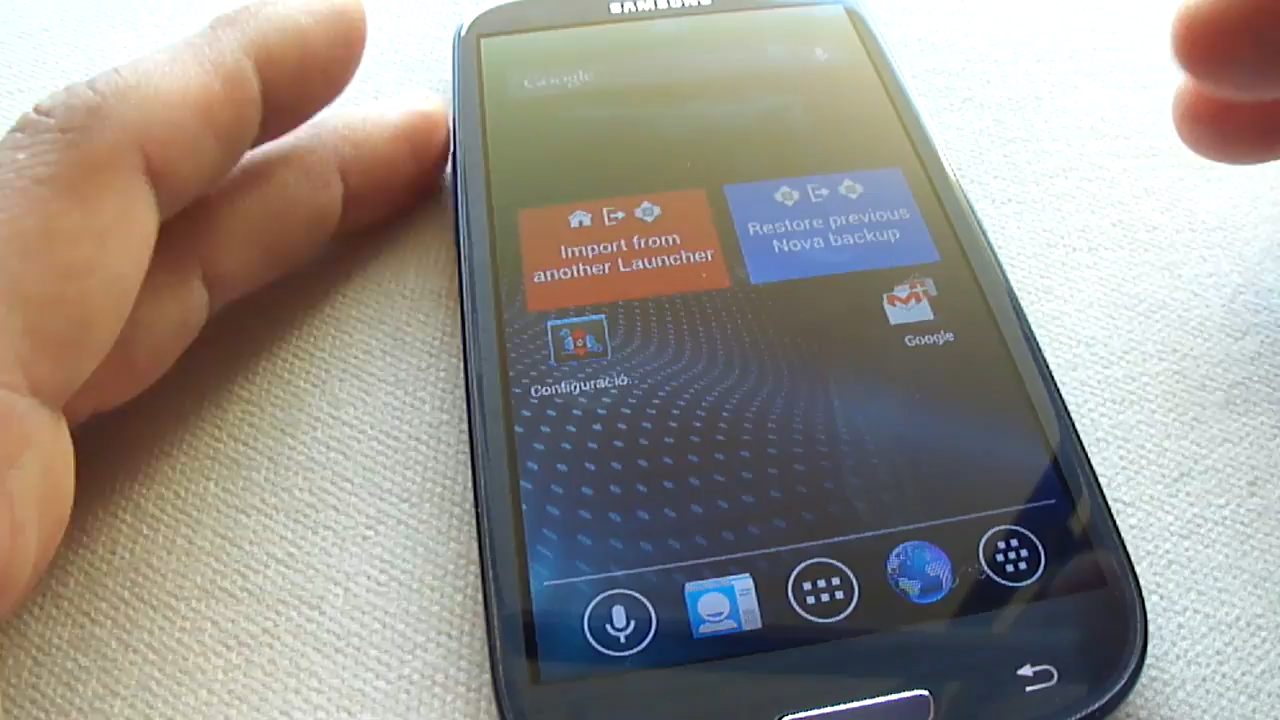 SAMSUNG
Google
Import from
another Launcher
Restore previous
Nova backup
Configuració..
Google